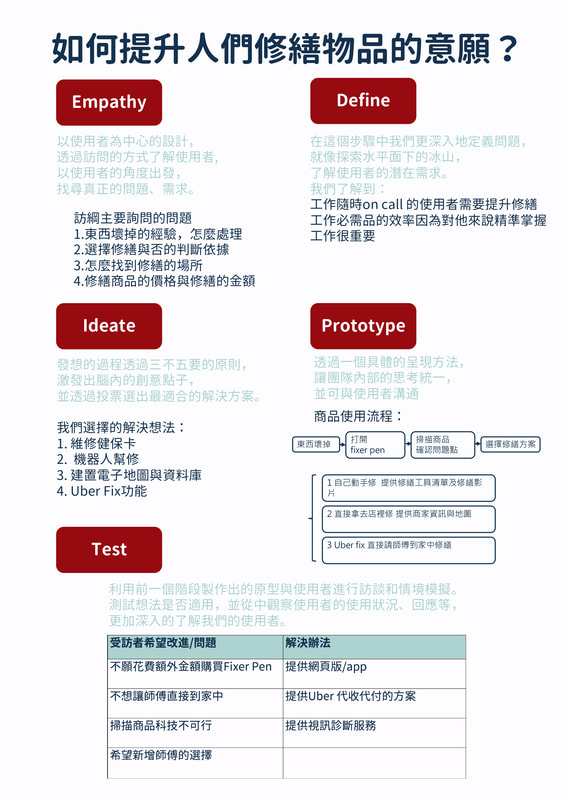 如何提升人們修繕物品的意願？
Empathy
以使用者為中心的設計，
透過訪問的方式了解使用者,
以使用者的角度出發，
找尋真正的問題、需求。
訪綱主要詢問的問題
1.東西壞掉的經驗，怎麼處理
2.選擇修繕與否的判斷依據
3.怎麼找到修繕的場所
4.修繕商品的價格與修繕的金額
Define
在這個步驟中我們更深入地定義問題，
就像探索水平面下的冰山，
了解使用者的潛在需求。
我們了解到：
工作隨時on call 的使用者需要提升修繕
工作必需品的效率因為對他來說精準掌握
工作很重要
Ideate
發想的過程透過三不五要的原則，
激發出腦內的創意點子，
並透過投票選出最適合的解決方案。
我們選擇的解決想法：
1. 維修健保卡
2. 機器人幫修
3. 建置電子地圖與資料庫
4. Uber Fix功能
Prototype
透過一個具體的呈現方法，
讓團隊內部的思考統一，
並可與使用者溝通
商品使用流程：
東西壞掉
打開
fixer pen
掃描商品
確認問題點
選擇修繕方案
1 自己動手修 提供修繕工具清單及修繕影
片
2 直接拿去店裡修 提供商家資訊與地圖
3 Uber fix 直接請師傅到家中修繕
Test
利用前一個階段製作出的原型與使用者進行訪談和情境模擬。
測試想法是否適用，並從中觀察使用者的使用狀況、回應等，
更加深入的了解我們的使用者。
受訪者希望改進/問題 解決辦法
不願花費額外金額購買Fixer Pen 提供網頁版/app
不想讓師傅直接到家中 提供Uber 代收代付的方案
掃描商品科技不可行 提供視訊診斷服務
希望新增師傅的選擇